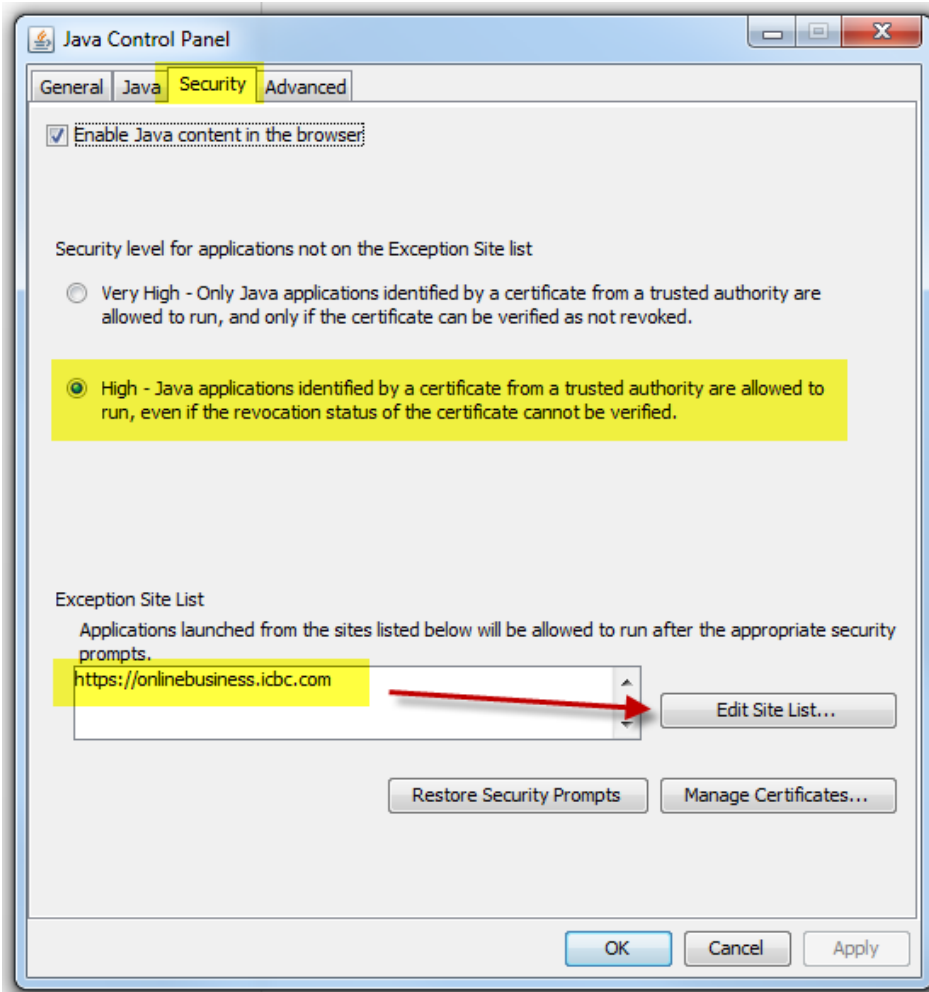 Java Control Panel
General Java Security Advanced
Enable Java content in the browser
Security level for applications not on the Exception Site list
Very High - Only Java applications identified by a certificate from a trusted authority are
allowed to run, and only if the certificate can be verified as not revoked.
High - Java applications identified by a certificate from a trusted authority are allowed to
run, even if the revocation status of the certificate cannot be verified.
Exception Site List
Applications launched from the sites listed below will be allowed to run after the appropriate security
prompts.
https://onlinebusiness.icbc.com
Edit Site List...
Restore Security Prompts Manage Certificates...
OK Cancel Apply